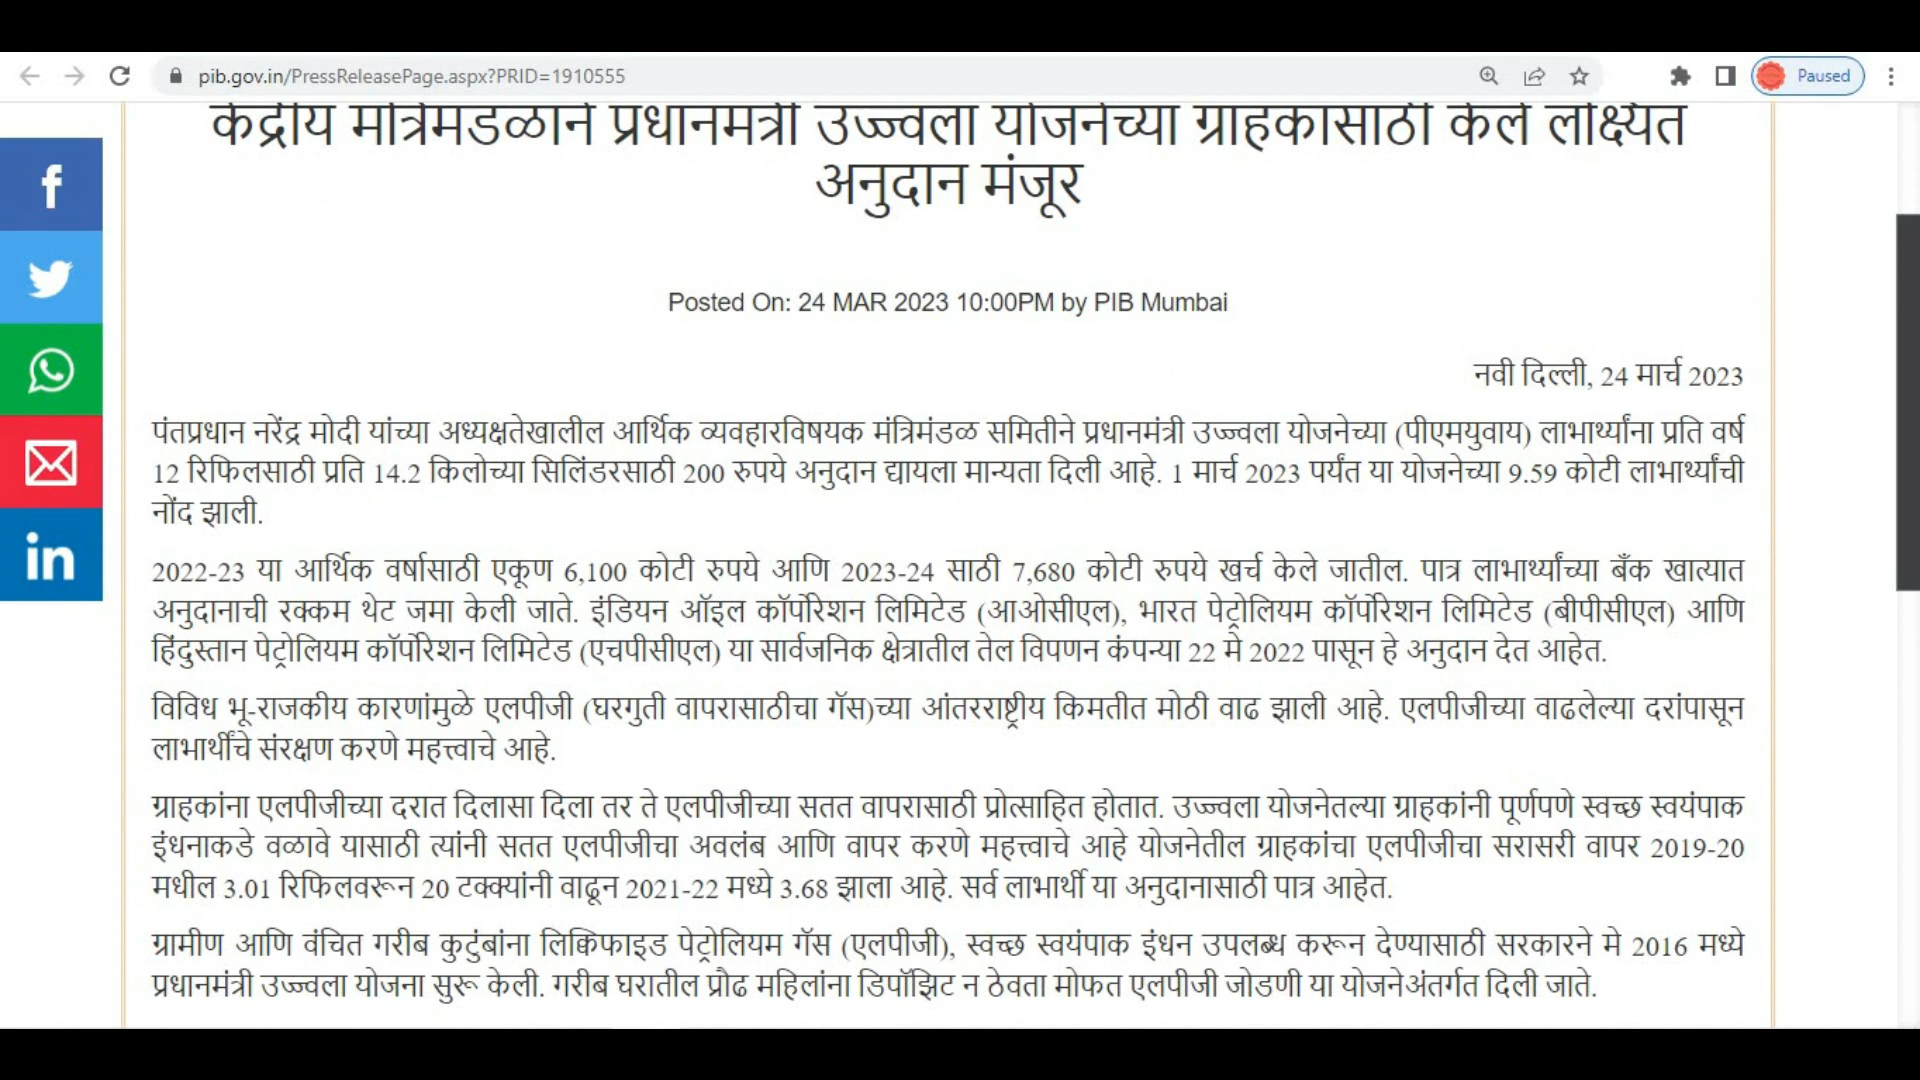 pib.gov.in/PressReleasePage.aspx?PRID=1910555
Paused
केंद्रीय मंत्रिमंडळाने प्रधानमंत्री उज्ज्वला योजनेच्या ग्राहकांसाठी केले लक्ष्यित
अनुदान मंजूर
Posted On: 24 MAR 2023 10:00PM by PIB Mumbai
नवी दिल्ली, 24 मार्च 2023
पंतप्रधान नरेंद्र मोदी यांच्या अध्यक्षतेखालील आर्थिक व्यवहारविषयक मंत्रिमंडळ समितीने प्रधानमंत्री उज्ज्वला योजनेच्या (पीएमयुवाय) लाभार्थ्यांना प्रति वर्ष
12 रिफिलसाठी प्रति 14.2 किलोच्या सिलिंडरसाठी 200 रुपये अनुदान द्यायला मान्यता दिली आहे. 1 मार्च 2023 पर्यंत या योजनेच्या 9.59 कोटी लाभार्थ्यांची
नोंद झाली.
2022-23 या आर्थिक वर्षासाठी एकूण 6,100 कोटी रुपये आणि 2023-24 साठी 7,680 कोटी रुपये खर्च केले जातील. पात्र लाभार्थ्यांच्या बँक खात्यात
अनुदानाची रक्कम थेट जमा केली जाते. इंडियन ऑइल कॉर्पोरेशन लिमिटेड (आओसीएल), भारत पेट्रोलियम कॉर्पोरेशन लिमिटेड (बीपीसीएल) आणि
हिंदुस्तान पेट्रोलियम कॉर्पोरेशन लिमिटेड (एचपीसीएल) या सार्वजनिक क्षेत्रातील तेल विपणन कंपन्या 22 मे 2022 पासून हे अनुदान देत आहेत.
विविध भू-राजकीय कारणांमुळे एलपीजी (घरगुती वापरासाठीचा गॅस)च्या आंतरराष्ट्रीय किमतीत मोठी वाढ झाली आहे. एलपीजीच्या वाढलेल्या दरांपासून
लाभार्थींचे संरक्षण करणे महत्त्वाचे आहे.
ग्राहकांना एलपीजीच्या दरात दिलासा दिला तर ते एलपीजीच्या सतत वापरासाठी प्रोत्साहित होतात. उज्ज्वला योजनेतल्या ग्राहकांनी पूर्णपणे स्वच्छ स्वयंपाक
इंधनाकडे वळावे यासाठी त्यांनी सतत एलपीजीचा अवलंब आणि वापर करणे महत्त्वाचे आहे योजनेतील ग्राहकांचा एलपीजीचा सरासरी वापर 2019-20
मधील 3.01 रिफिलवरून 20 टक्क्यांनी वाढून 2021-22 मध्ये 3.68 झाला आहे. सर्व लाभार्थी या अनुदानासाठी पात्र आहेत.
ग्रामीण आणि वंचित गरीब कुटुंबांना लिक्विफाइड पेट्रोलियम गॅस (एलपीजी), स्वच्छ स्वयंपाक इंधन उपलब्ध करून देण्यासाठी सरकारने मे 2016 मध्ये
प्रधानमंत्री उज्ज्वला योजना सुरू केली. गरीब घरातील प्रौढ महिलांना डिपॉझिट न ठेवता मोफत एलपीजी जोडणी या योजनेअंतर्गत दिली जाते.